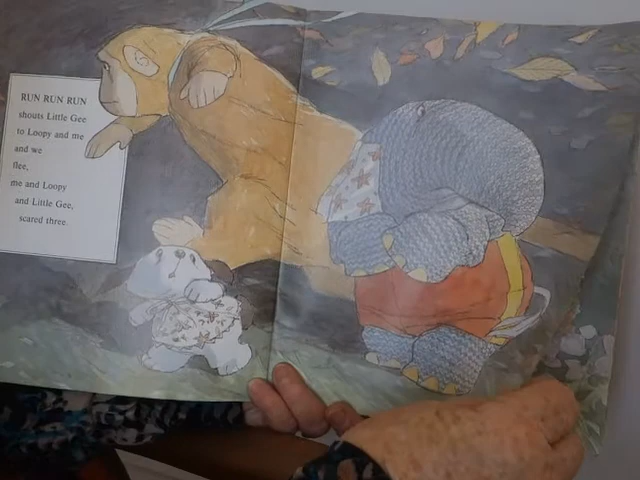 RUN RUN RUN
shouts Little Gee
to Loopy and me
and we
flee,
me and Loopy
and Little Gee,
scared three.